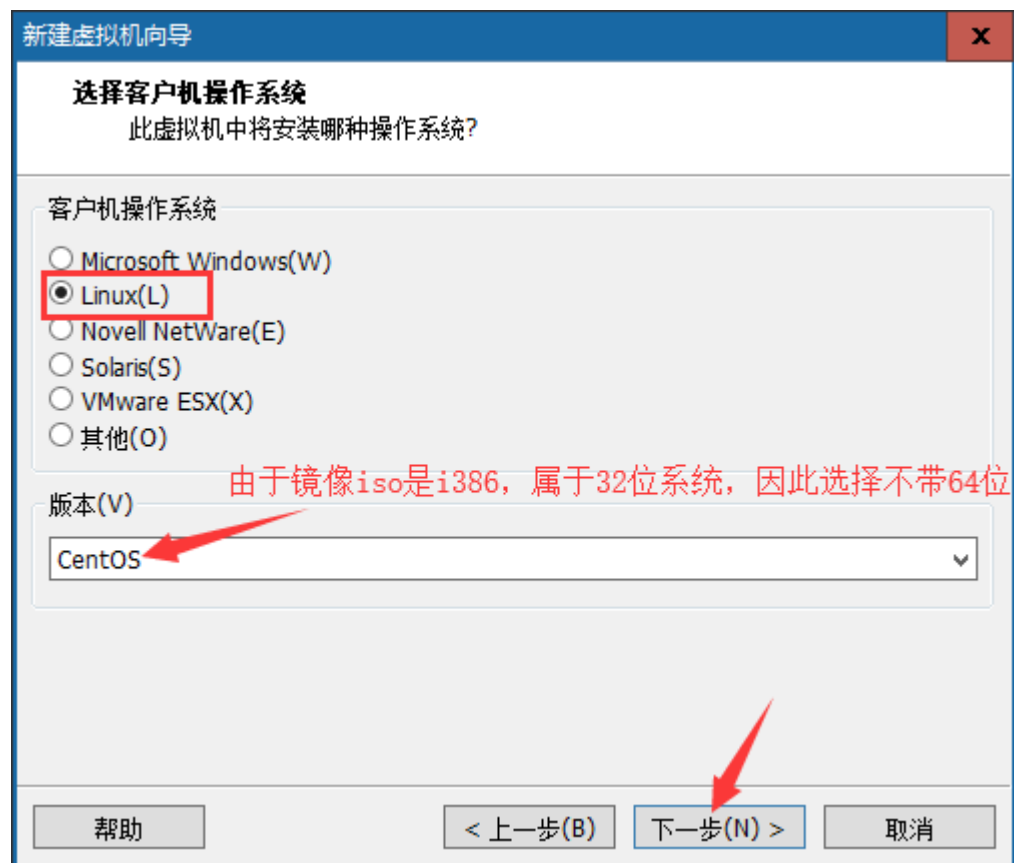 新建虚拟机向导
x
选择客户机操作系统
此虚拟机中将安装哪种操作系统?
客户机操作系统
Microsoft Windows(W)
Linux(L)
Novell NetWare(E)
Solaris(S)
VMware ESX(X)
其他(O)
由于镜像iso是i386，属于32位系统，因此选择不带64位
版本(V)
CentOS
帮助
< 上一步(B)
下一步(N) >
取消